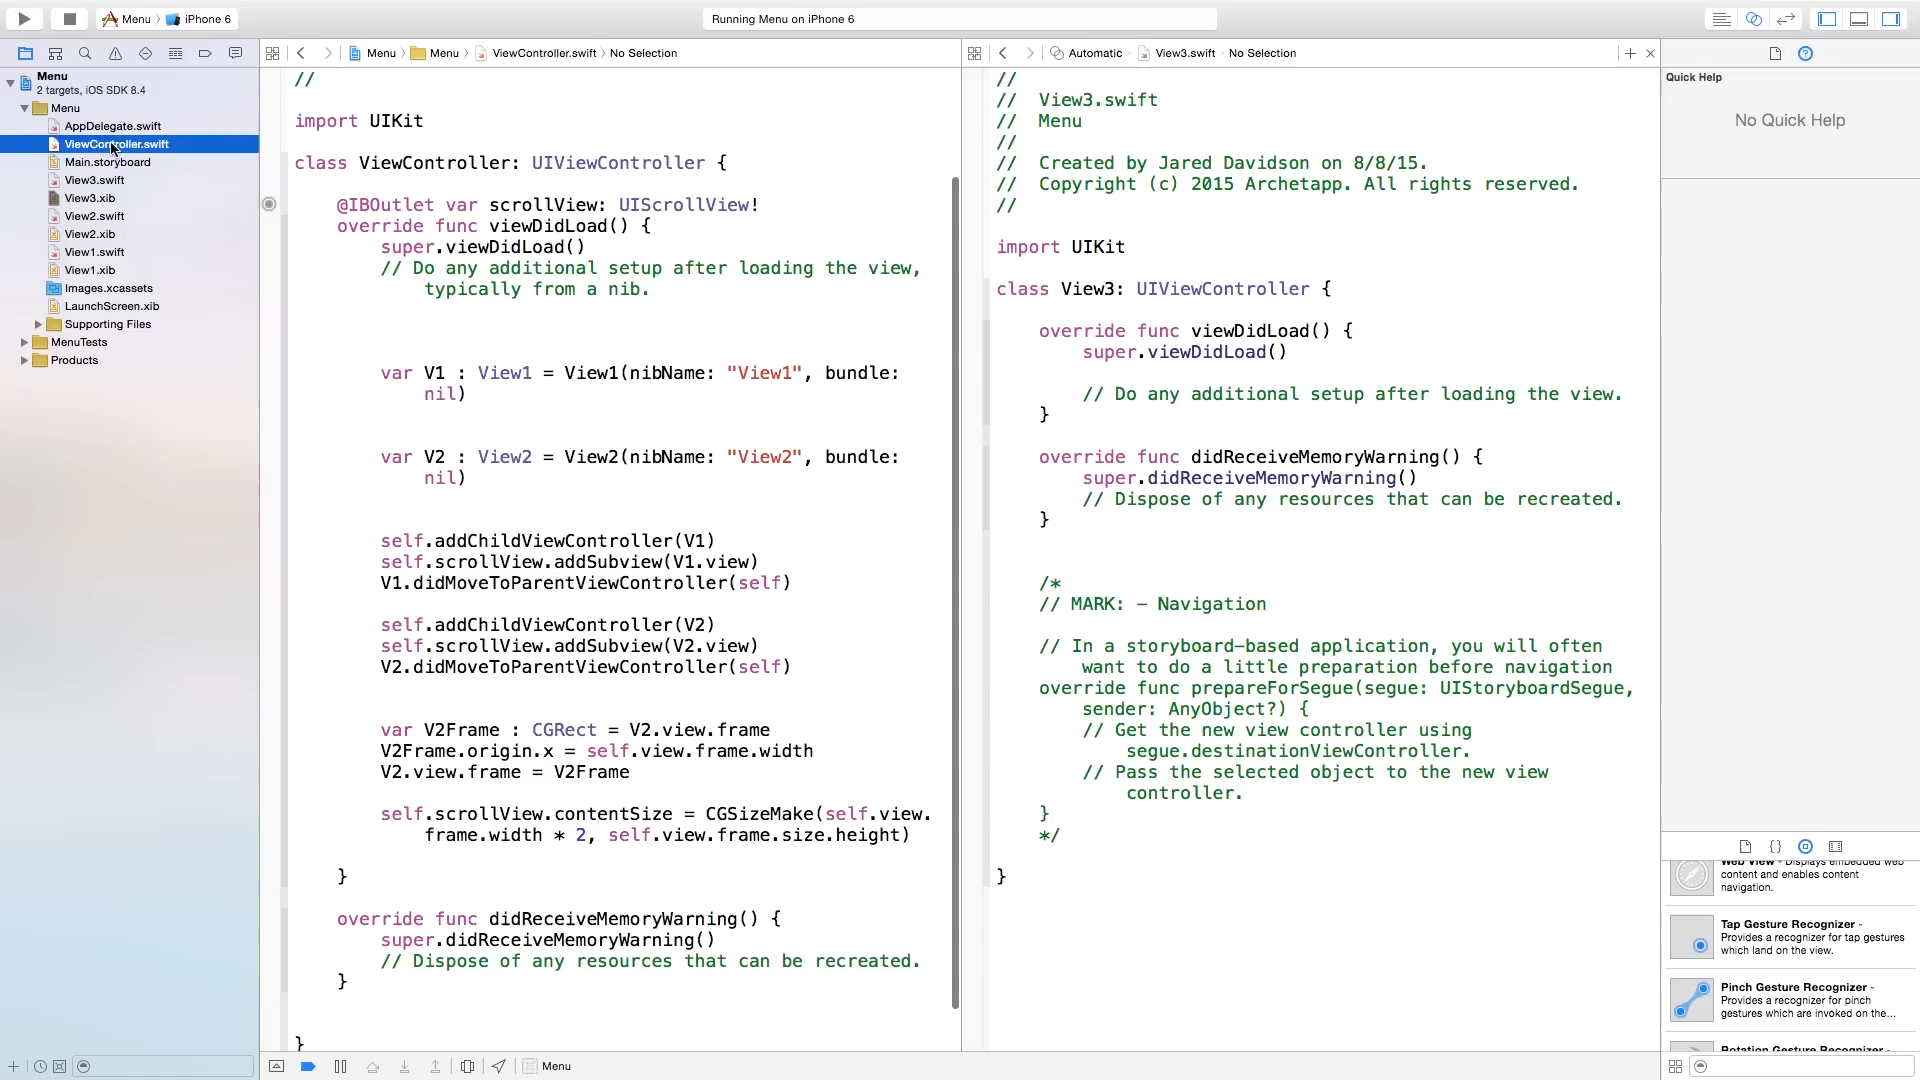 Menu
iPhone 6
Running Menu on iPhone 6
Menu
2 targets, iOS SDK 8.4
Menu
AppDelegate.swift
ViewController.swift
Main.storyboard
View3.swift
View3.xib
View2.swift
View2.xib
View1.swift
View1.xib
Images.xcassets
LaunchScreen.xib
Supporting Files
MenuTests
Products
Menu
Menu
ViewController.swift
No Selection
//
import UIKit
class ViewController: UIViewController {
@IBOutlet var scrollView: UIScrollView!
override func viewDidLoad() {
super.viewDidLoad()
// Do any additional setup after loading the view,
typically from a nib.
var V1 : View1 = View1(nibName: "View1", bundle:
nil)
var V2 : View2 = View2(nibName: "View2", bundle:
nil)
self.addChildViewController(V1)
self.scrollView.addSubview(V1.view)
V1.didMoveToParentViewController(self)
self.addChildViewController(V2)
self.scrollView.addSubview(V2.view)
V2.didMoveToParentViewController(self)
var V2Frame : CGRect = V2.view.frame
V2Frame.origin.x = self.view.frame.width
V2.view.frame = V2Frame
self.scrollView.contentSize = CGSizeMake(self.view.
frame.width * 2, self.view.frame.size.height)
}
override func didReceiveMemoryWarning() {
super.didReceiveMemoryWarning()
// Dispose of any resources that can be recreated.
}
}
Menu
Automatic
View3.swift
No Selection
//
// View3.swift
// Menu
//
// Created by Jared Davidson on 8/8/15.
// Copyright (c) 2015 Archetapp. All rights reserved.
//
import UIKit
class View3: UIViewController {
override func viewDidLoad() {
super.viewDidLoad()
// Do any additional setup after loading the view.
}
override func didReceiveMemoryWarning() {
super.didReceiveMemoryWarning()
// Dispose of any resources that can be recreated.
}
/*
// MARK: - Navigation
// In a storyboard-based application, you will often
want to do a little preparation before navigation
override func prepareForSegue(segue: UIStoryboardSegue,
sender: AnyObject?) {
// Get the new view controller using
segue.destinationViewController.
// Pass the selected object to the new view
controller.
}
*/
}
Quick Help
No Quick Help
Web View - Displays embedded web
content and enables content
navigation.
Tap Gesture Recognizer -
Provides a recognizer for tap gestures
which land on the view.
Pinch Gesture Recognizer -
Provides a recognizer for pinch
gestures which are invoked on the...
Rotation Gesture Recognizer -